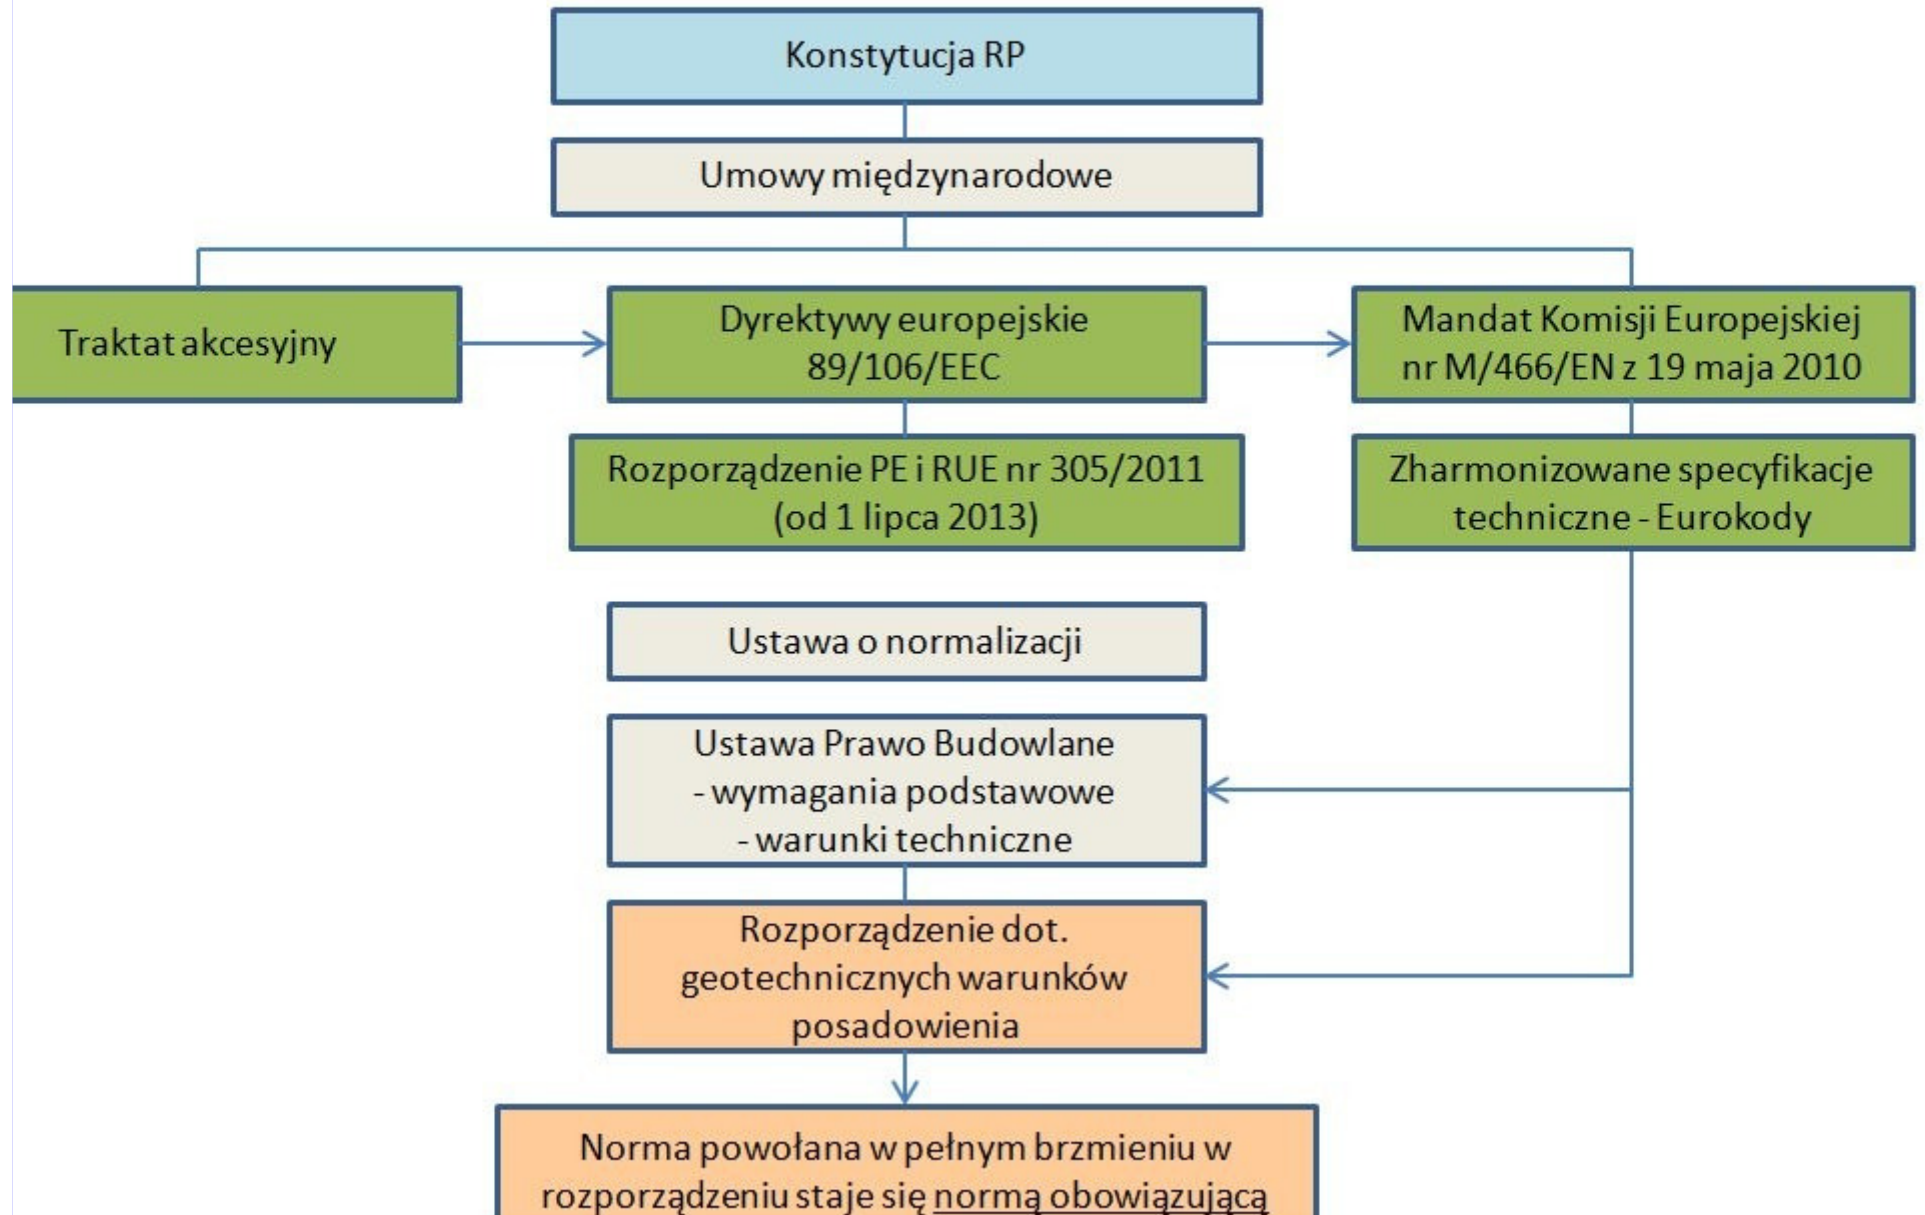 Konstytucja RP
Umowy międzynarodowe
Traktat akcesyjny
Dyrektywy europejskie
89/106/EEC
Mandat Komisji Europejskiej
nr M/466/EN z 19 maja 2010
Rozporządzenie PE i RUE nr 305/2011
(od 1 lipca 2013)
Zharmonizowane specyfikacje
techniczne - Eurokody
Ustawa o normalizacji
Ustawa Prawo Budowlane
- wymagania podstawowe
- warunki techniczne
Rozporządzenie dot.
geotechnicznych warunków
posadowienia
Norma powołana w pełnym brzmieniu w
rozporządzeniu staje się normą obowiązującą